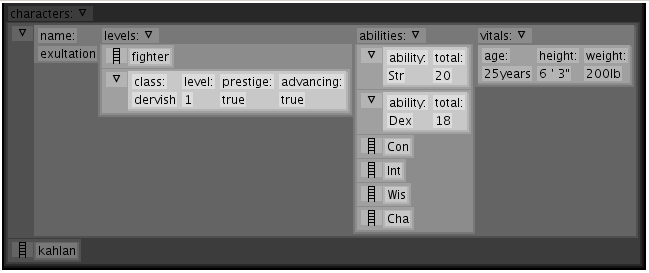 characters:
name: levels: abilities: vitals:
exultation fighter ability: total: age: height: weight:
Str 20 25years 6 ' 3" 200lb
class: level: prestige: advancing:
dervish 1 true true
ability: total:
Dex 18
Con
Int
Wis
Cha
kahlan